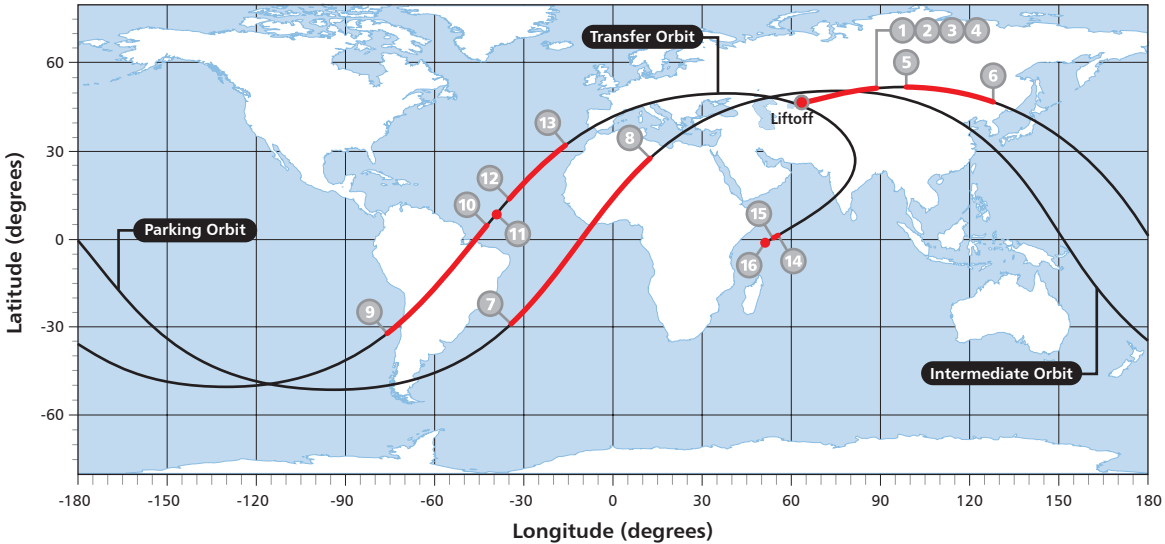 Transfer Orbit
1 2 3 4
5
6
60
Liftoff
13
8
30
12
10
11
15
Parking Orbit
0
16
14
9
7
-30
Intermediate Orbit
-60
-180 -150 -120 -90 -60 -30 0 30 60 90 120 150 180
Longitude (degrees)
Latitude (degrees)